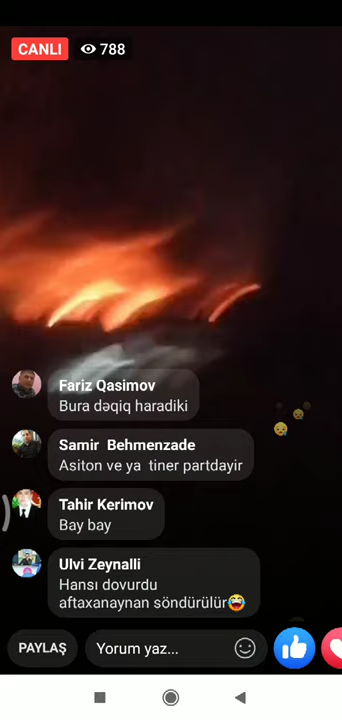 CANLI 788
Fariz Qasimov
Bura dəqiq haradiki
Samir Behmenzade
Asiton ve ya tiner partdayir
Tahir Kerimov
Bay bay
Ulvi Zeynalli
Hansı dovurdu
aftaxanaynan söndürülür😂
PAYLAŞ Yorum yaz...